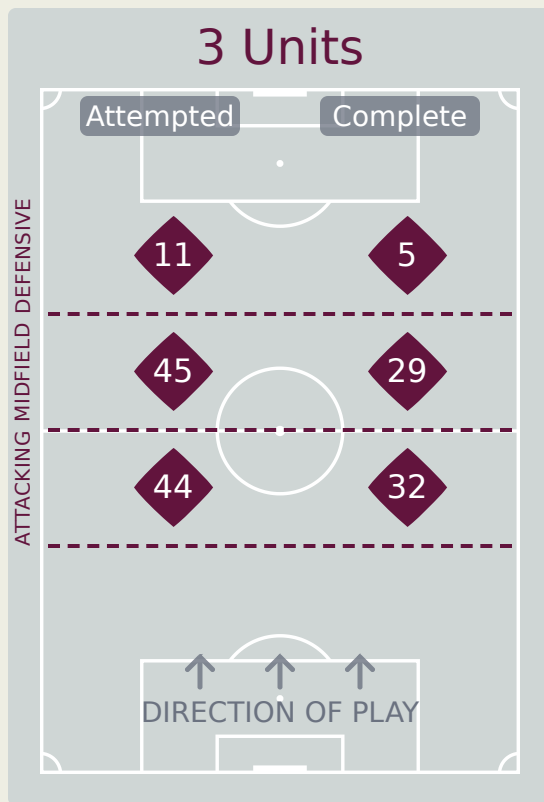 3 Units
Attempted Complete
11 5
45 29
44 32
ATTACKING MIDFIELD DEFENSIVE
DIRECTION OF PLAY